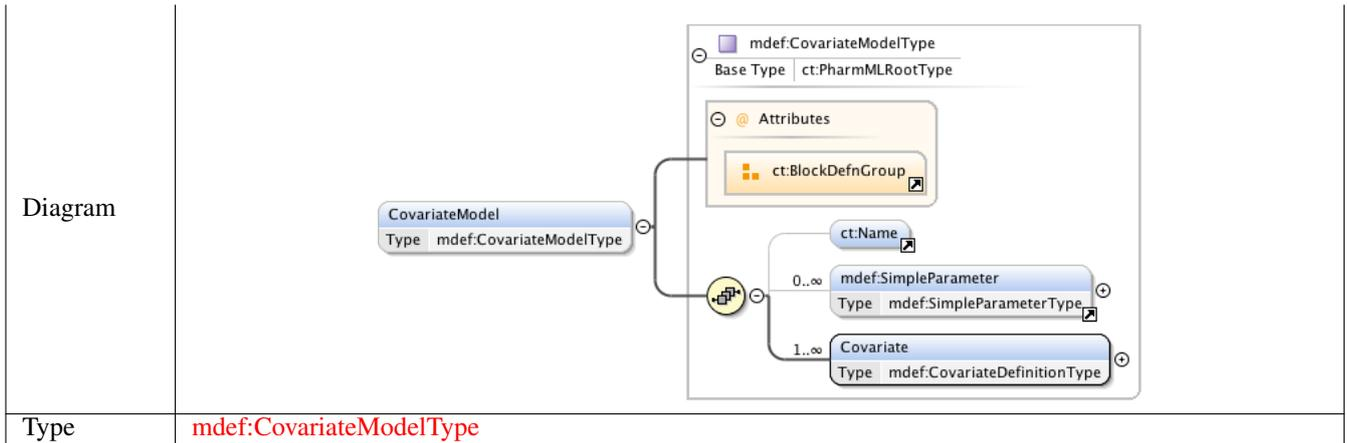 mdef:CovariateModelType
Base Type ct:PharmMLRootType
@ Attributes
ct:BlockDefnGroup
Diagram
CovariateModel
Type mdef:CovariateModelType
ct:Name
0..∞ mdef:SimpleParameter
Type mdef:SimpleParameterType
1..∞ Covariate
Type mdef:CovariateDefinitionType
Type mdef:CovariateModelType